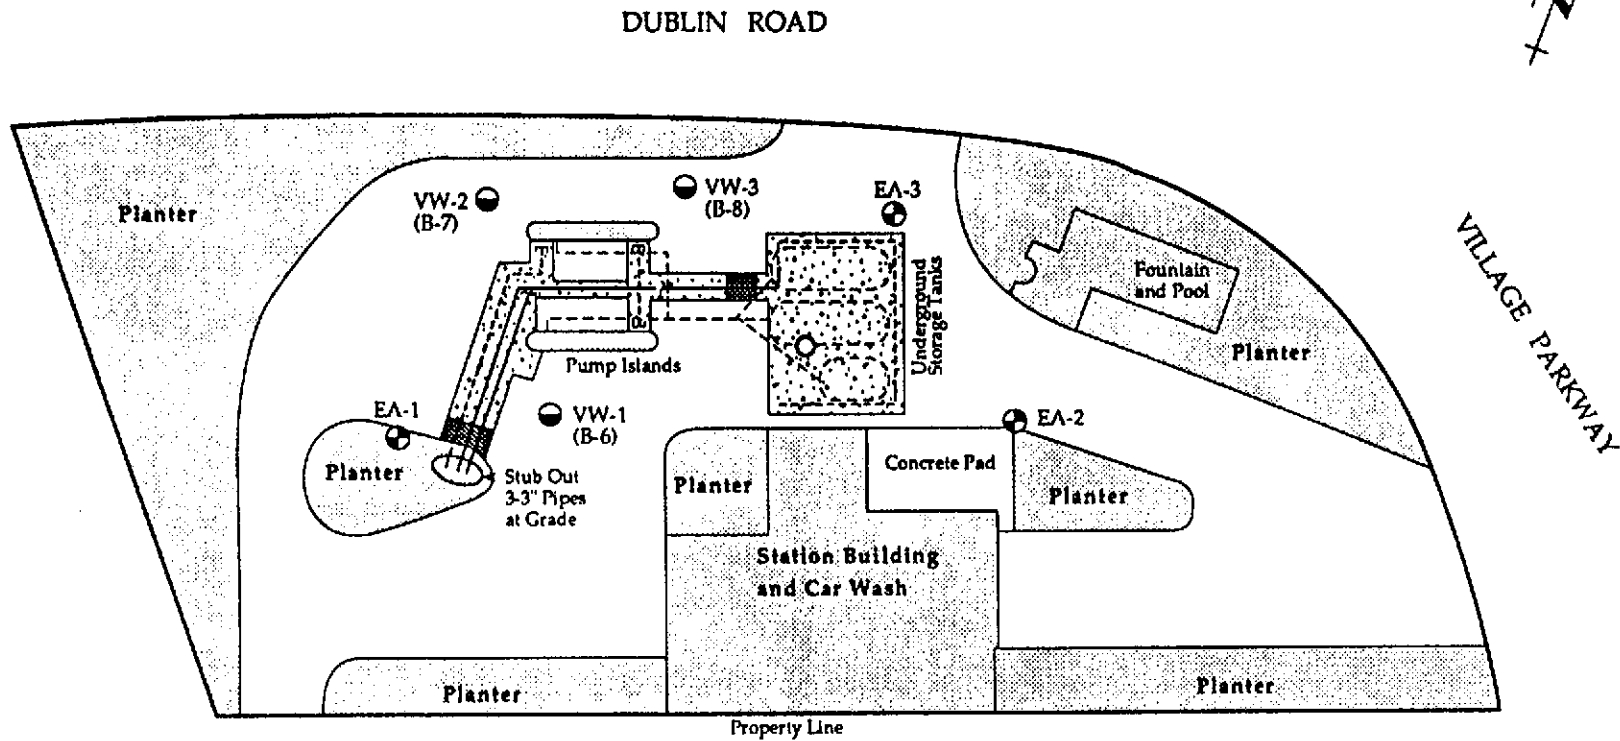 DUBLIN ROAD
N
Planter
VW-2
(B-7)
VW-3
(B-8)
EA-3
Underground
Storage Tanks
Fountain
and Pool
Planter
VILLAGE PARKWAY
Pump Islands
EA-1
VW-1
(B-6)
EA-2
Planter
Stub Out
3-3" Pipes
at Grade
Planter
Concrete Pad
Planter
Station Building
and Car Wash
Planter
Planter
Property Line